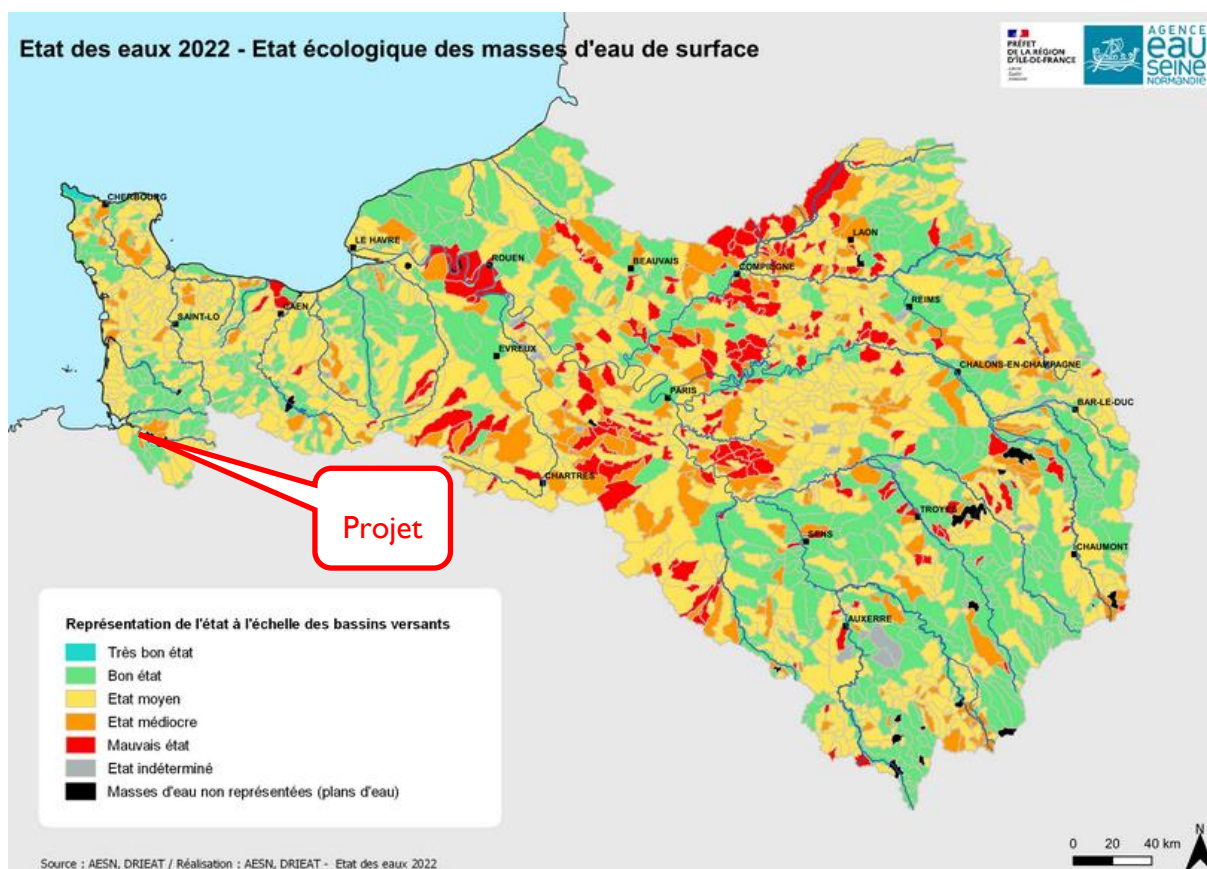 Etat des eaux 2022 - Etat écologique des masses d'eau de surface
PRÉFET
DE LA RÉGION
D'ÎLE-DE-FRANCE
AGENCE
eau
SEINE
NORMANDIE
CHERBOURG
LE HAVRE
ROUEN
BEAUVAIS
COMPIEGNE
LAON
REIMS
SAINT-LO
CAEN
EVREUX
PARIS
CHALONS-EN-CHAMPAGNE
BAR-LE-DUC
CHARTRES
Projet
TROYES
SENS
CHAUMONT
AUXERRE
Représentation de l'état à l'échelle des bassins versants
Très bon état
Bon état
Etat moyen
Etat médiocre
Mauvais état
Etat indéterminé
Masses d'eau non représentées (plans d'eau)
N
0 20 40 km
Source : AESN, DRIEAT / Réalisation : AESN, DRIEAT - Etat des eaux 2022